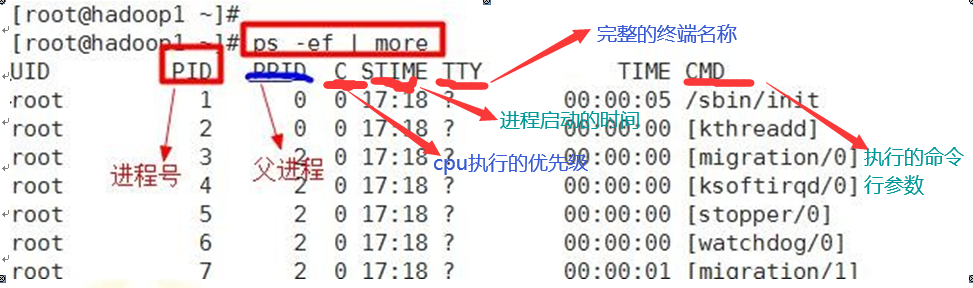 [root@hadoop1 ~]#
[root@hadoop1 ~]# ps -ef | more
完整的终端名称
UID PID PPID C STIME TTY TIME CMD
root 1 0 0 17:18 ? 00:00:05 /sbin/init
进程启动的时间
root 2 0 0 17:18 ? 00:00:00 [kthreadd]
root 3 2 0 17:18 ? 00:00:00 [migration/0]
进程号 父进程 cpu执行的优先级 执行的命令
行参数
root 4 2 0 17:18 ? 00:00:00 [ksoftirqd/0]
root 5 2 0 17:18 ? 00:00:00 [stopper/0]
root 6 2 0 17:18 ? 00:00:00 [watchdog/0]
root 7 2 0 17:18 ? 00:00:01 [migration/1]